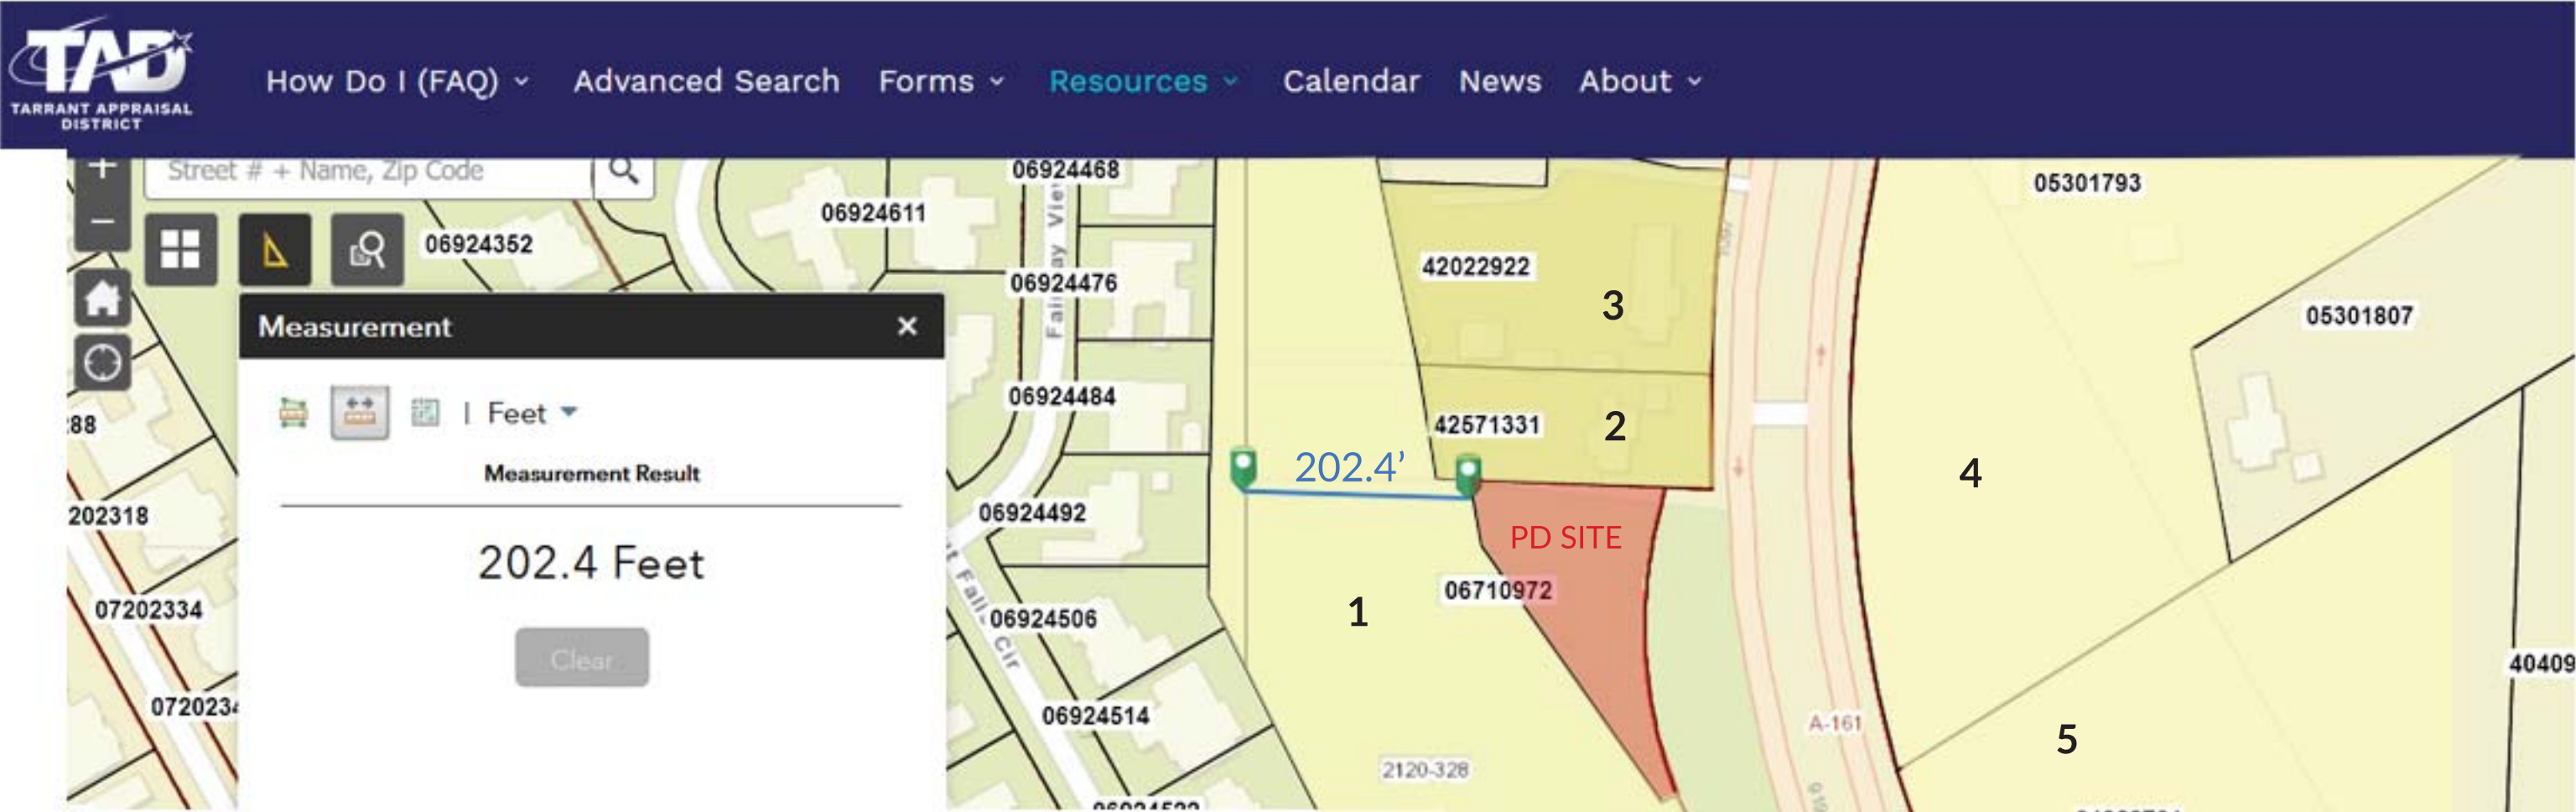 TAD
TARRANT APPRAISAL
DISTRICT
How Do I (FAQ)
Advanced Search
Forms
Resources
Calendar
News
About
Street # + Name, Zip Code
06924468
05301793
06924611
06924352
42022922
06924476
3
05301807
Measurement
06924484
42571331
2
Feet
202.4’
4
Measurement Result
06924492
202318
PD SITE
202.4 Feet
06710972
07202334
06924506
1
Clear
40409
06924514
A-161
5
2120-328